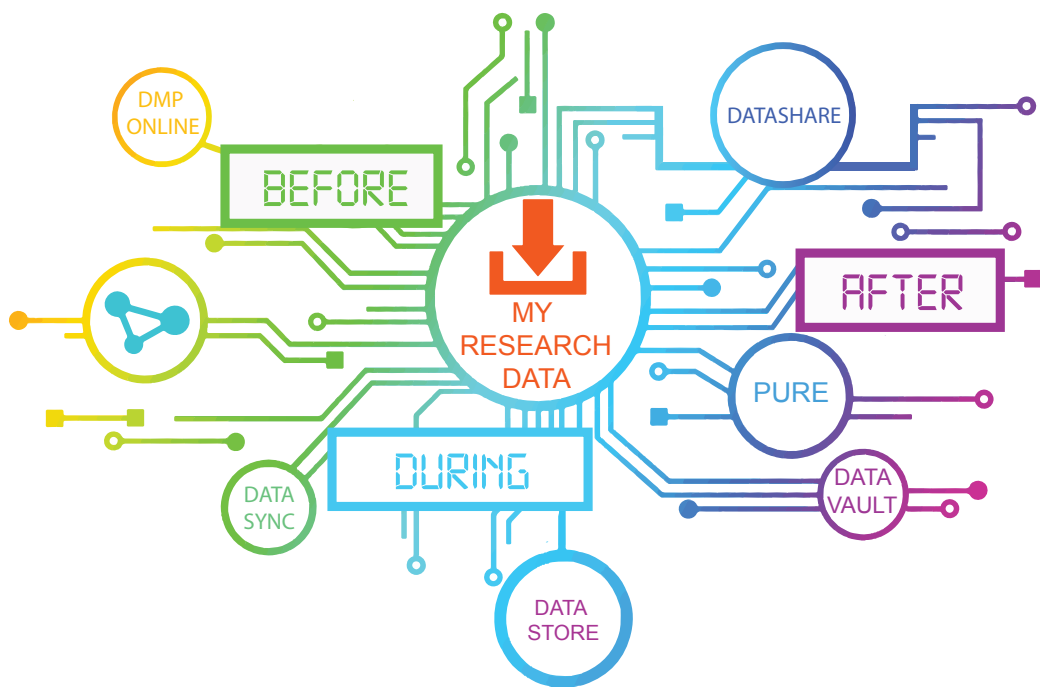 DMP
ONLINE
BEFORE
DATASHARE
MY
RESEARCH
DATA
AFTER
PURE
DATA
VAULT
DATA
SYNC
DURING
DATA
STORE